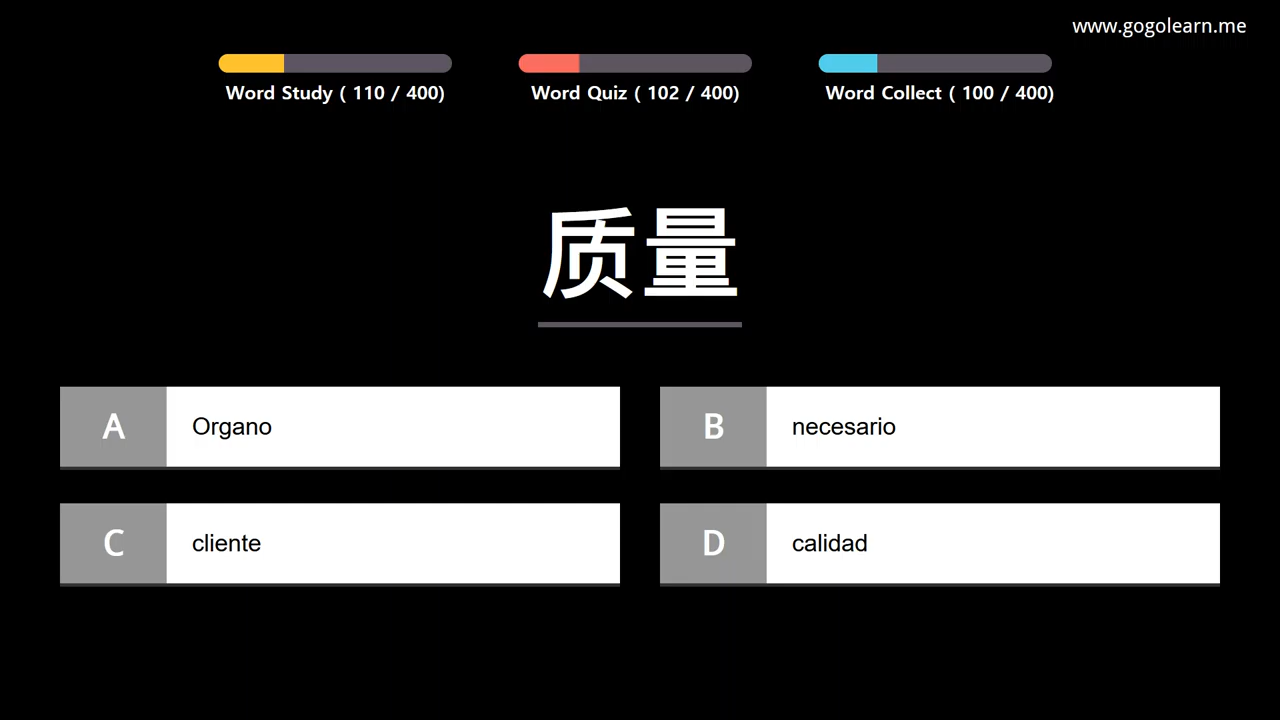 www.gogolearn.me
Word Study ( 110 / 400)
Word Quiz ( 102 / 400)
Word Collect ( 100 / 400)
质量
A Organo
B necesario
C cliente
D calidad